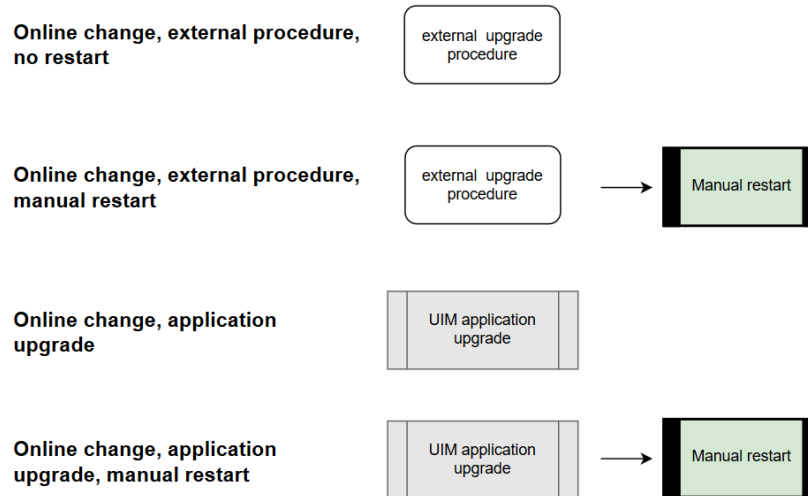 Online change, external procedure,
no restart
external upgrade
procedure
Online change, external procedure,
manual restart
external upgrade
procedure
Manual restart
Online change, application
upgrade
UIM application
upgrade
Online change, application
upgrade, manual restart
UIM application
upgrade
Manual restart